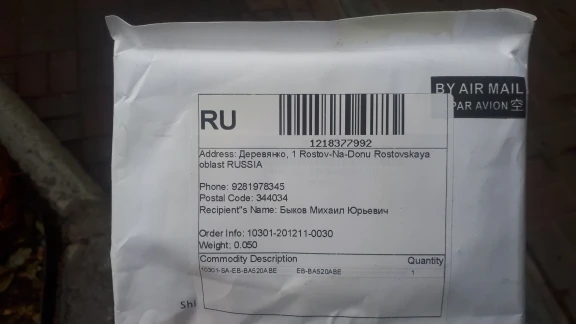 BY AIR MAIL
PAR AVION 空
RU
1218377992
Address: Деревянко, 1 Rostov-Na-Donu Rostovskaya
oblast RUSSIA
Phone: 9281978345
Postal Code: 344034
Recipient"s Name: Быков Михаил Юрьевич
Order Info: 10301-201211-0030
Weight: 0.050
Commodity Description Quantity
10301-SA-EB-BA520ABE EB-BA520ABE 1